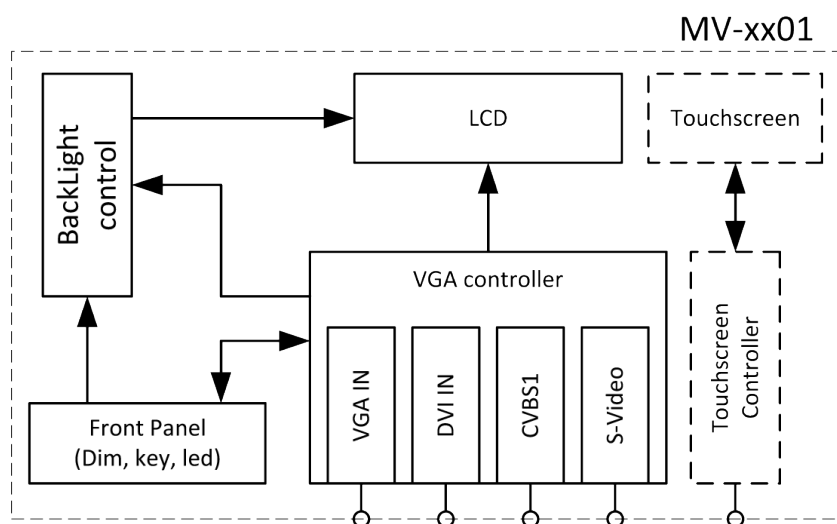 MV-xx01
BackLight
control
LCD
Touchscreen
VGA controller
VGA IN
DVI IN
CVBS1
S-Video
Touchscreen
Controller
Front Panel
(Dim, key, led)